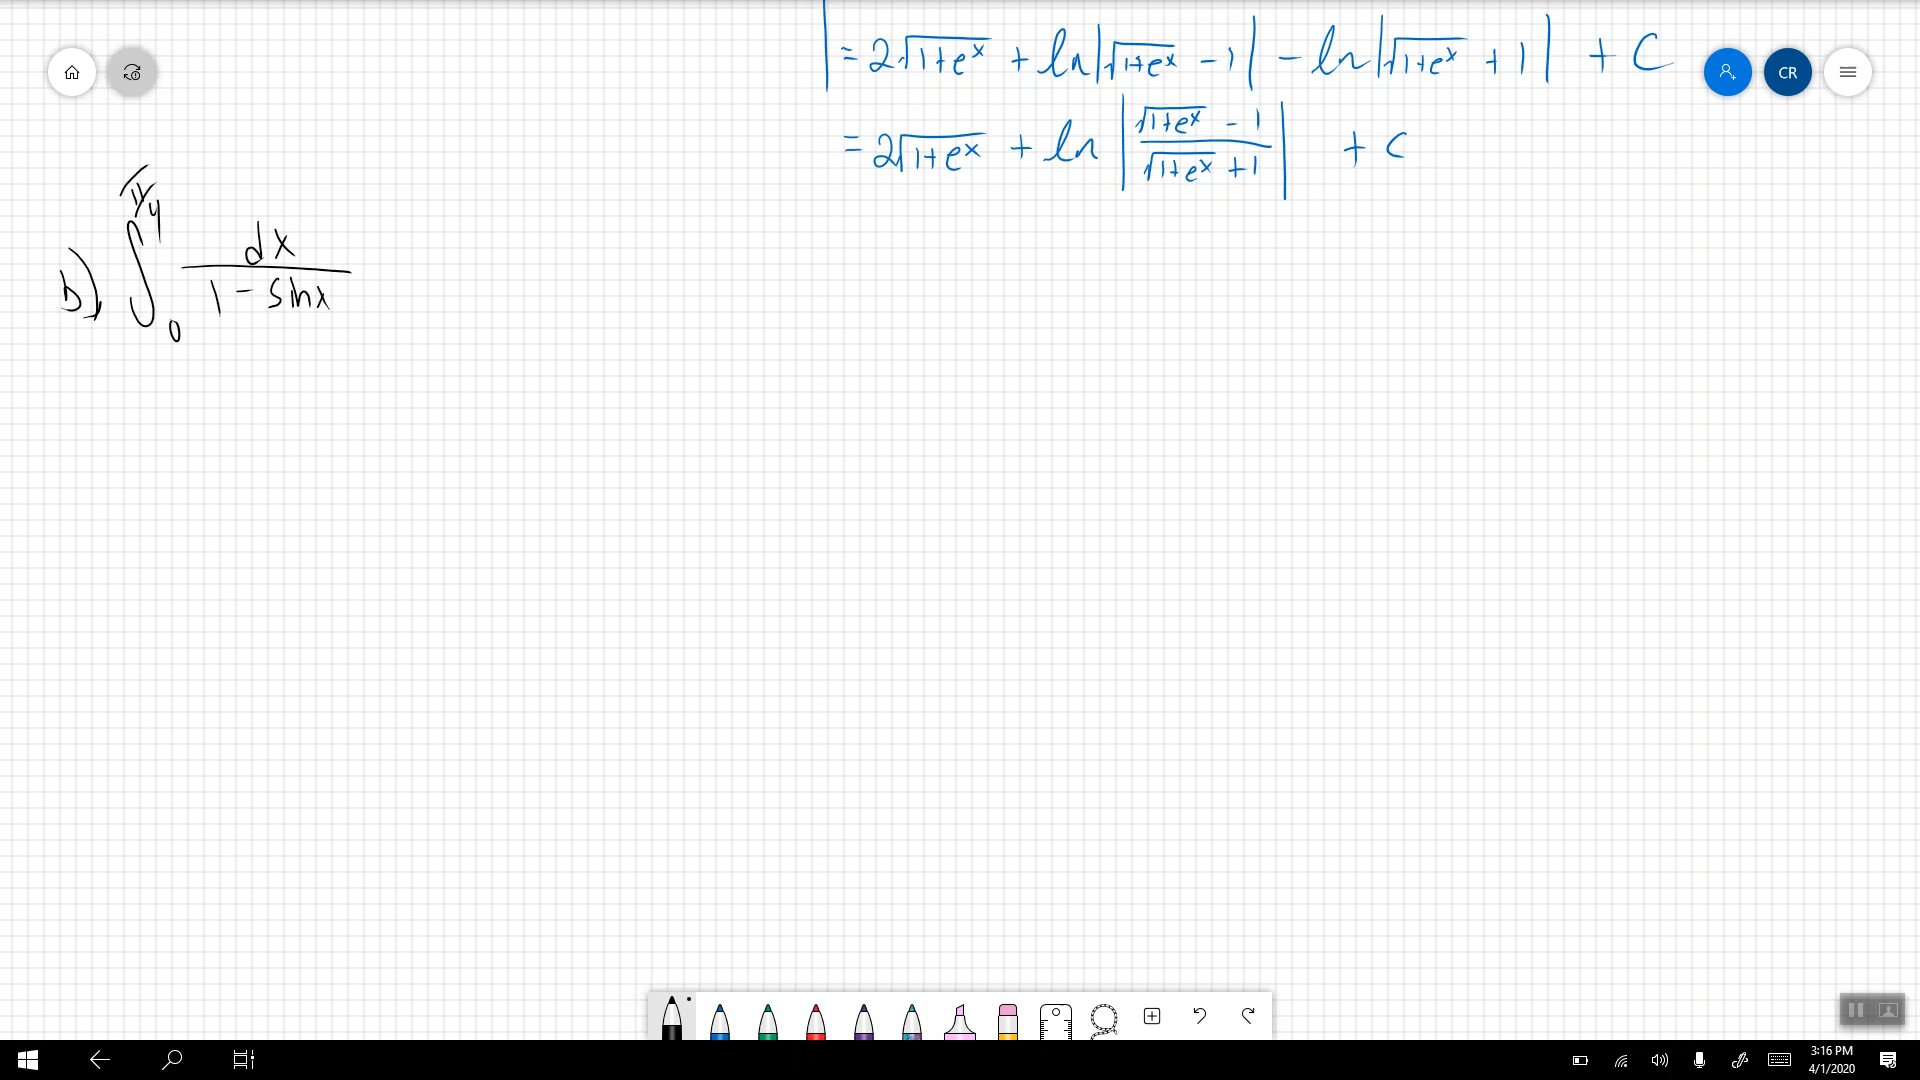 = 2√(1+e^x) + ln|√(1+e^x) - 1| - ln|√(1+e^x) + 1| + C
= 2√(1+e^x) + ln |(√(1+e^x) - 1)/(√(1+e^x) + 1)| + C
b) ∫_0^{π/4} dx/(1 - sin x)
CR
3:16 PM
4/1/2020